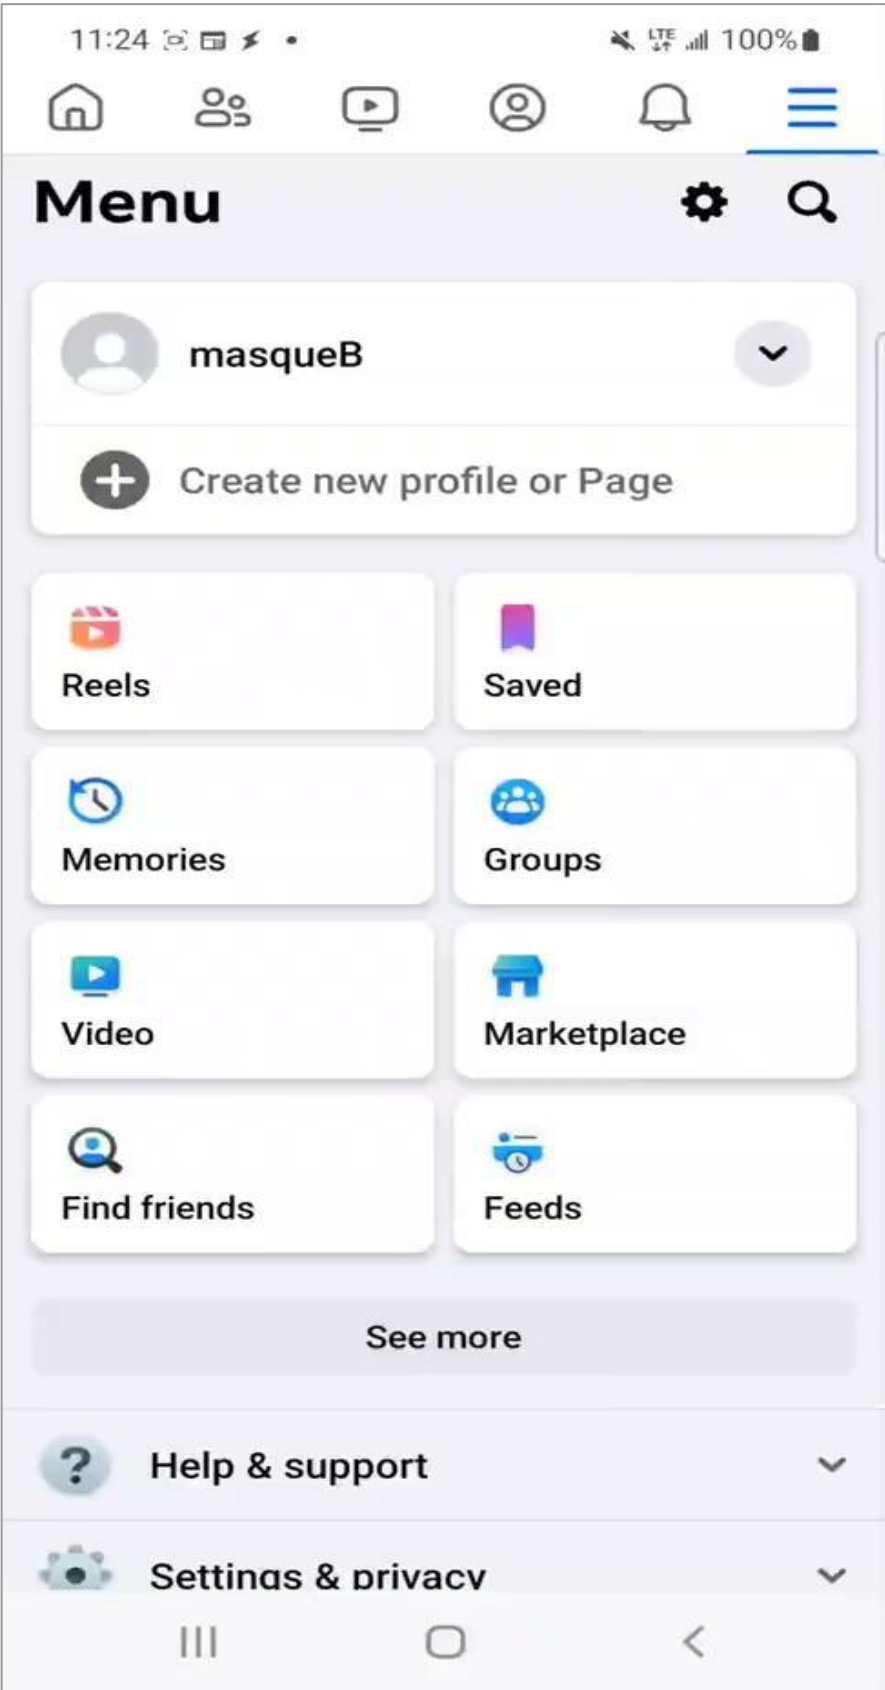 11:24
LTE 100%
Menu
masqueB
Create new profile or Page
Reels
Saved
Memories
Groups
Video
Marketplace
Find friends
Feeds
See more
? Help & support
Settings & privacy